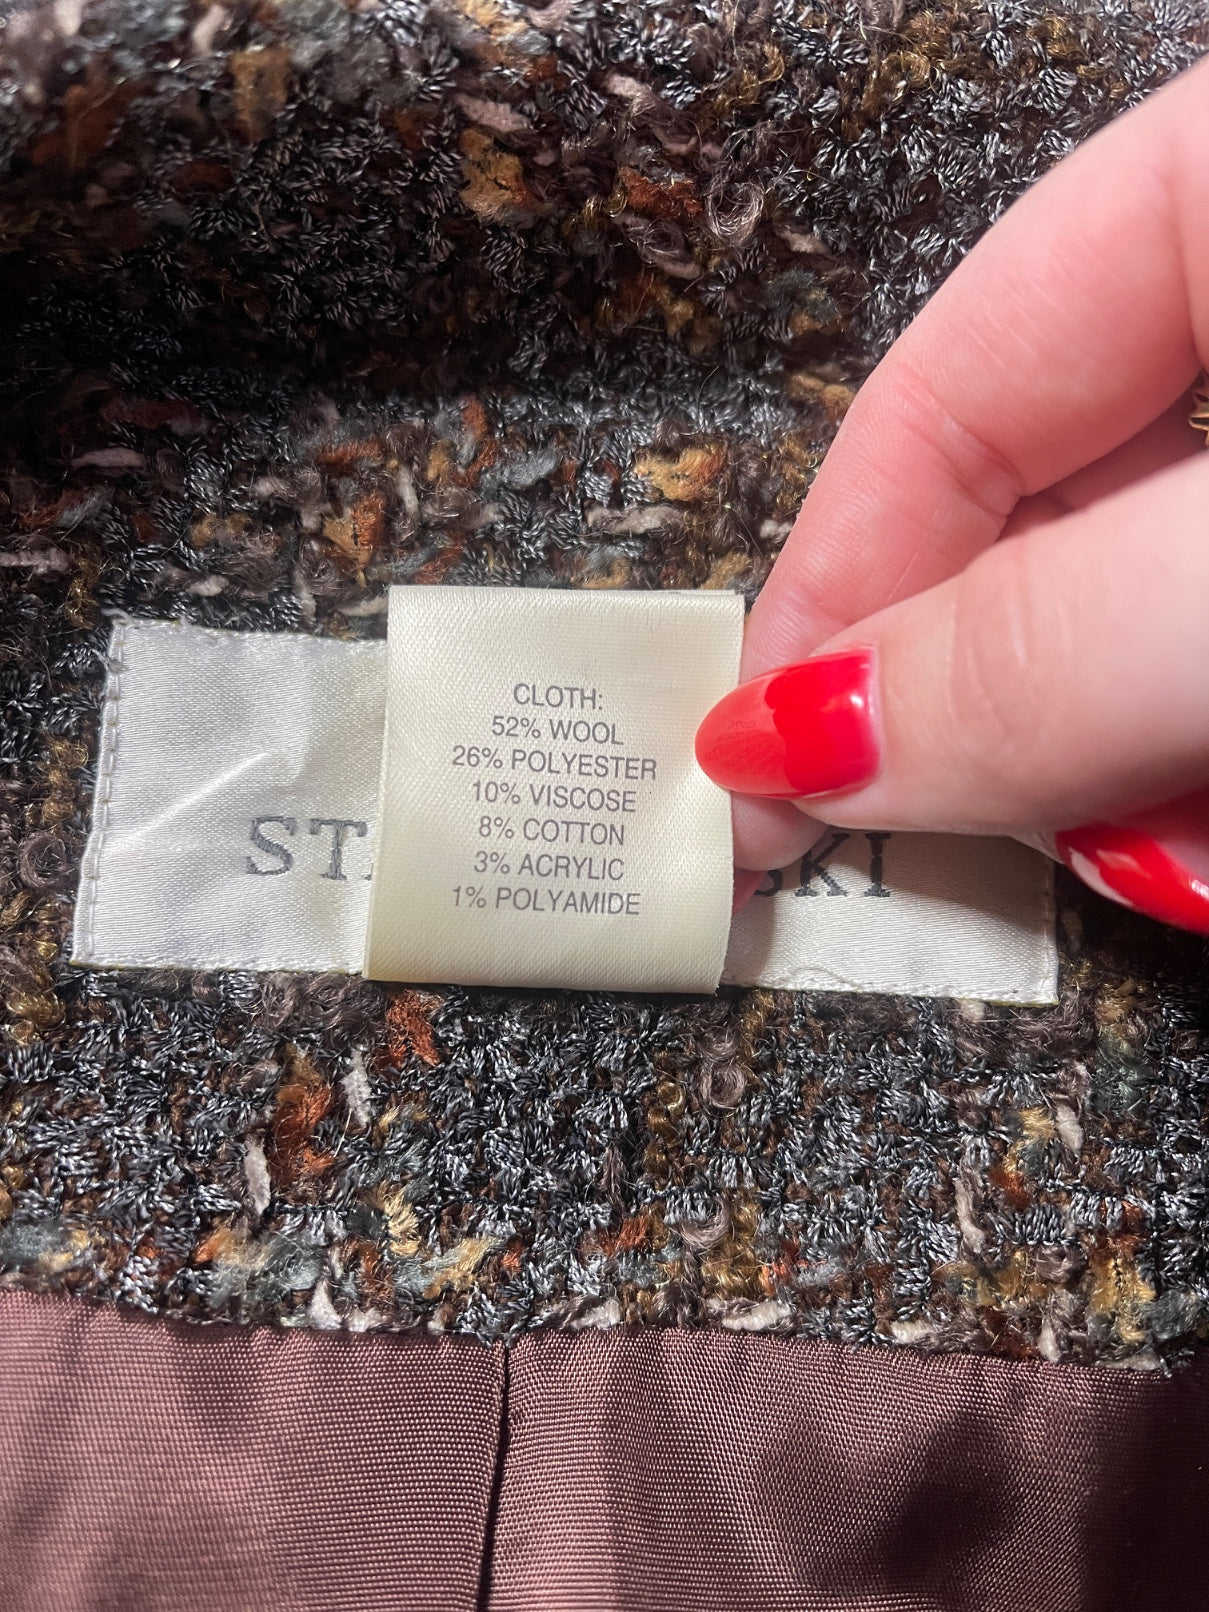 CLOTH:
52% WOOL
26% POLYESTER
10% VISCOSE
8% COTTON
3% ACRYLIC
1% POLYAMIDE